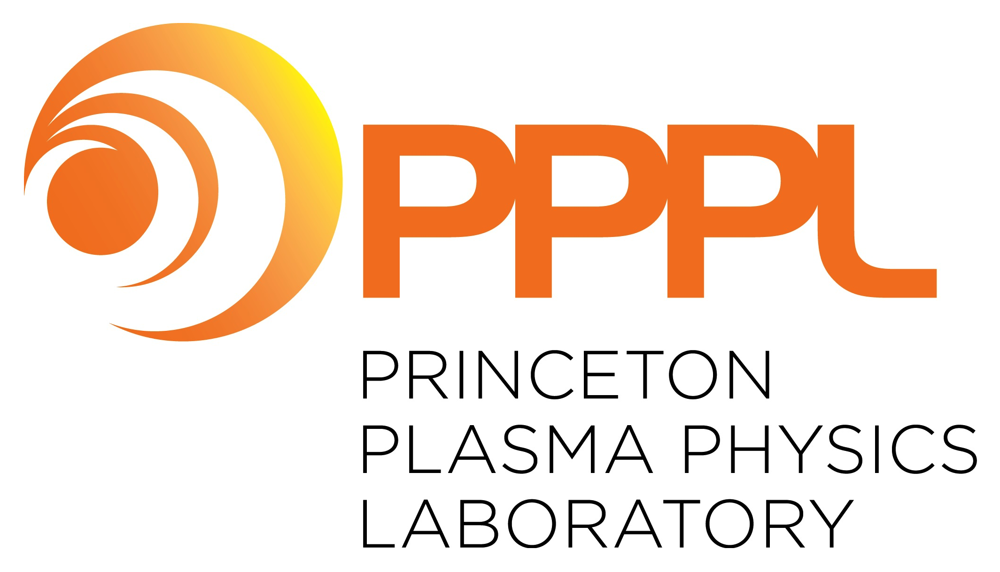 PPPL
PRINCETON
PLASMA PHYSICS
LABORATORY